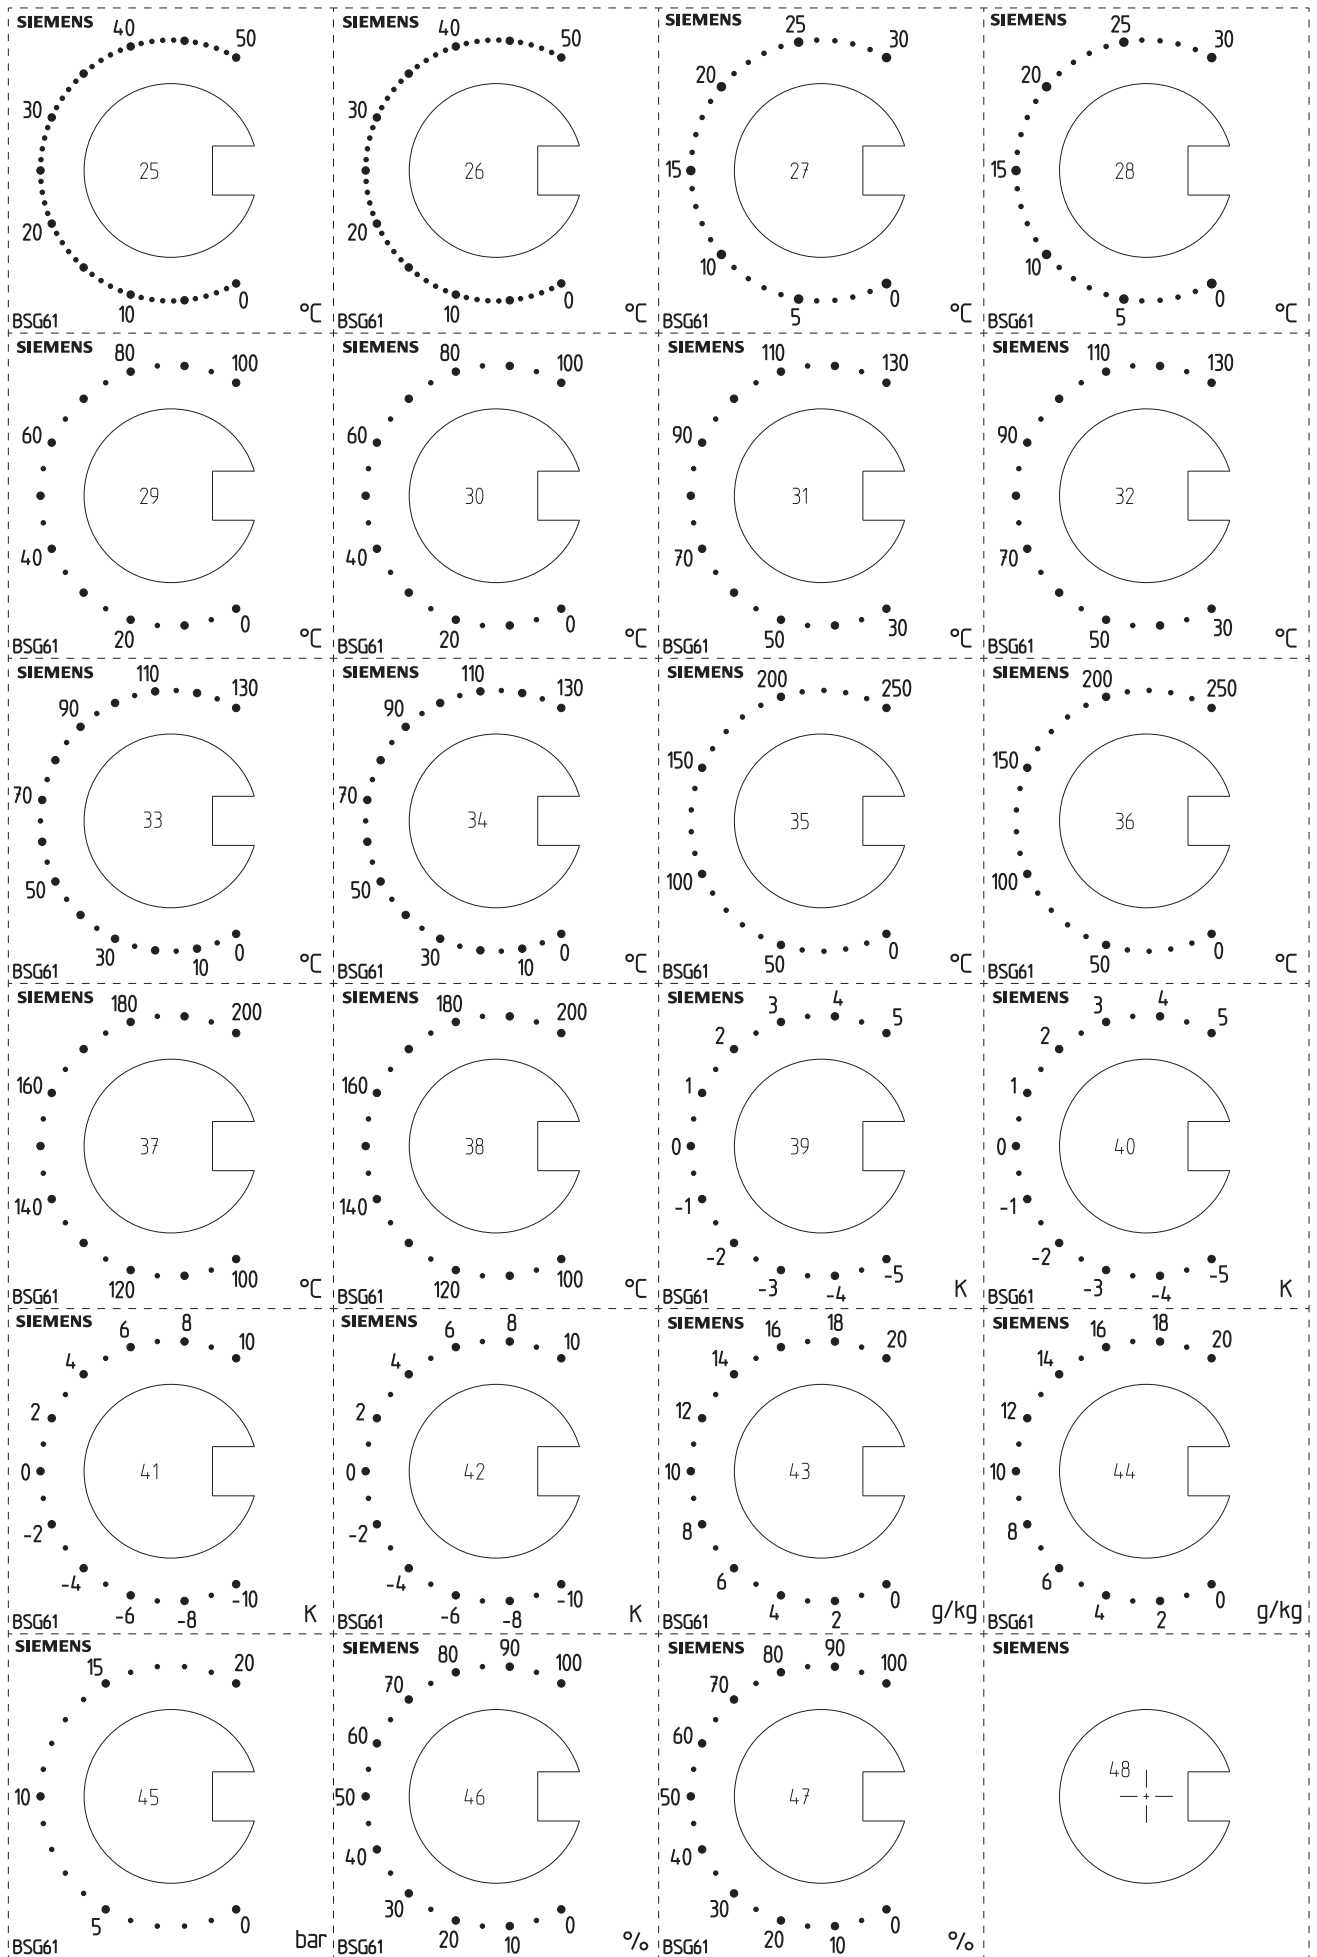 SIEMENS 40 50
30
25
20
10 0 °C
BSG61
SIEMENS 40 50
30
26
20
10 0 °C
BSG61
SIEMENS 25 30
20
15 27
10
5 0 °C
BSG61
SIEMENS 25 30
20
15 28
10
5 0 °C
BSG61
SIEMENS 80 100
60
29
40
20 0 °C
BSG61
SIEMENS 80 100
60
30
40
20 0 °C
BSG61
SIEMENS 110 130
90
31
70
50 30 °C
BSG61
SIEMENS 110 130
90
32
70
50 30 °C
BSG61
SIEMENS 110 130
90
70 33
50
30 10 0 °C
BSG61
SIEMENS 110 130
90
70 34
50
30 10 0 °C
BSG61
SIEMENS 200 250
150
35
100
50 0 °C
BSG61
SIEMENS 200 250
150
36
100
50 0 °C
BSG61
SIEMENS 180 200
160
37
140
120 100 °C
BSG61
SIEMENS 180 200
160
38
140
120 100 °C
BSG61
SIEMENS 3 4 5
2
1
0 39
-1
-2
-3 -4 -5 K
BSG61
SIEMENS 3 4 5
2
1
0 40
-1
-2
-3 -4 -5 K
BSG61
SIEMENS 6 8 10
4
2
0 41
-2
-4
-6 -8 -10 K
BSG61
SIEMENS 6 8 10
4
2
0 42
-2
-4
-6 -8 -10 K
BSG61
SIEMENS 16 18 20
14
12
10 43
8
6
4 2 0 g/kg
BSG61
SIEMENS 16 18 20
14
12
10 44
8
6
4 2 0 g/kg
BSG61
SIEMENS 15 20
10 45
5 0 bar
BSG61
SIEMENS 80 90 100
70
60
50 46
40
30
20 10 0 %
BSG61
SIEMENS 80 90 100
70
60
50 47
40
30
20 10 0 %
BSG61
SIEMENS
48